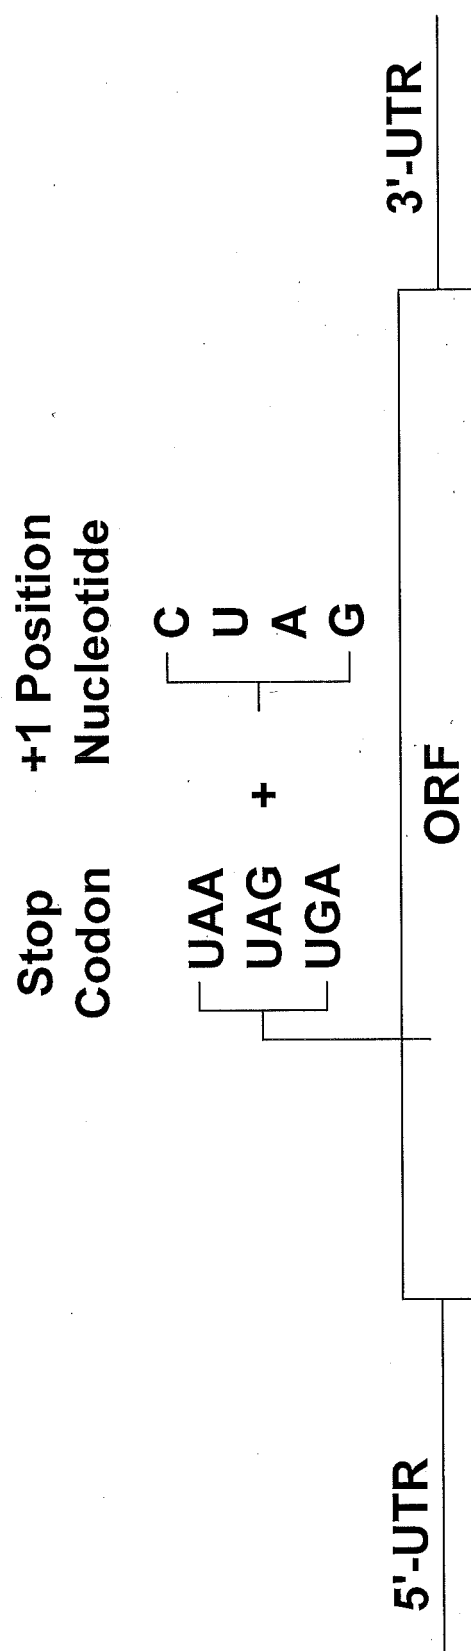 Stop +1 Position
Codon Nucleotide
UAA C
UAG + U
UGA A
G
5'-UTR ORF 3'-UTR